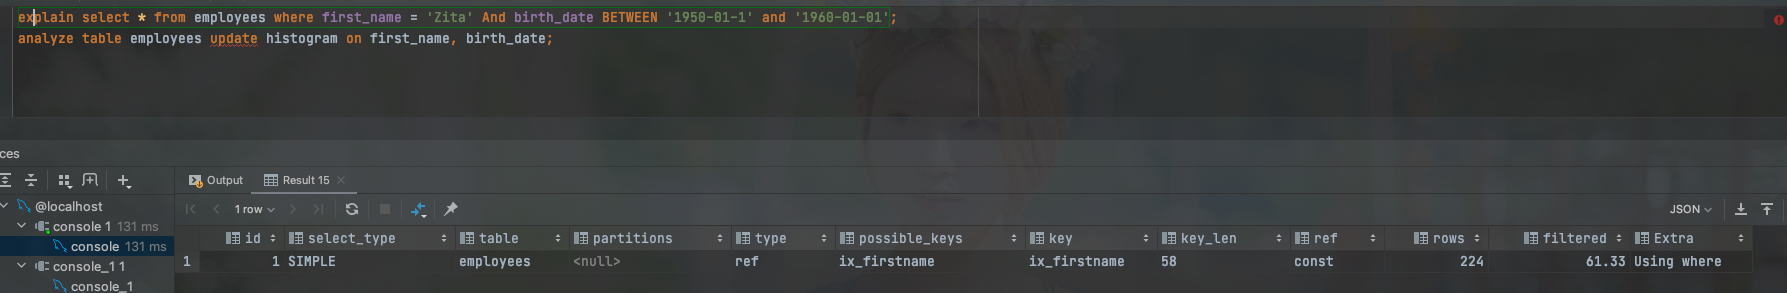 explain select * from employees where first_name = 'Zita' And birth_date BETWEEN '1950-01-1' and '1960-01-01';
analyze table employees update histogram on first_name, birth_date;
ces
Output Result 15
@localhost
1 row JSON
console 1 131 ms
console 131 ms
console_1 1
console_1
id select_type table partitions type possible_keys key key_len ref rows filtered Extra
1 1 SIMPLE employees <null> ref ix_firstname ix_firstname 58 const 224 61.33 Using where